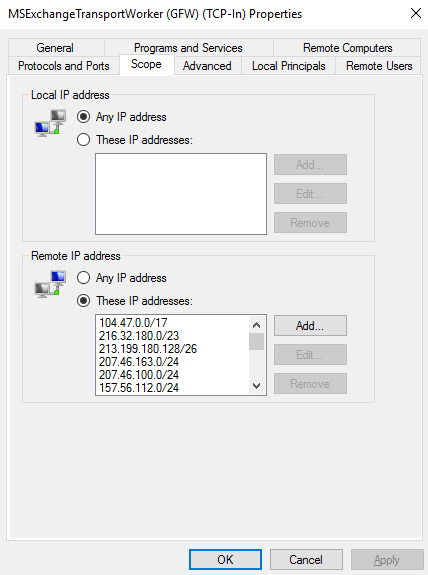 MSExchangeTransportWorker (GFW) (TCP-In) Properties
General Programs and Services Remote Computers
Protocols and Ports Scope Advanced Local Principals Remote Users
Local IP address
Any IP address
These IP addresses:
Add...
Edit...
Remove
Remote IP address
Any IP address
These IP addresses:
104.47.0.0/17
216.32.180.0/23
213.199.180.128/26
207.46.163.0/24
207.46.100.0/24
157.56.112.0/24
Add...
Edit...
Remove
OK Cancel Apply